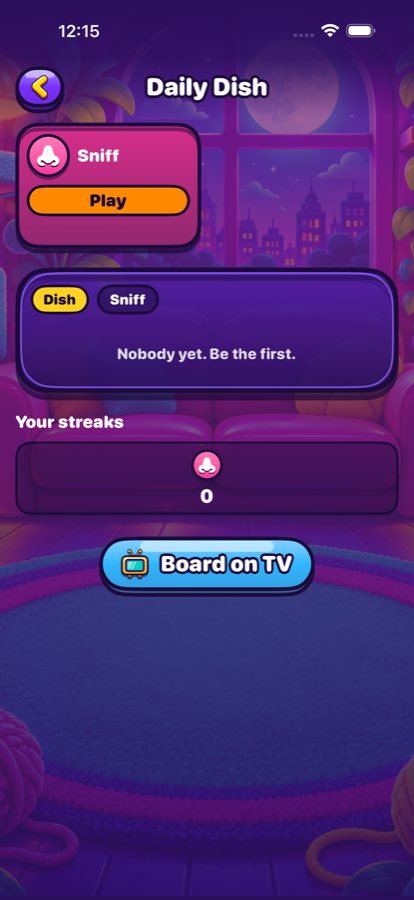 12:15
Daily Dish
Sniff
Play
Dish
Sniff
Nobody yet. Be the first.
Your streaks
0
Board on TV